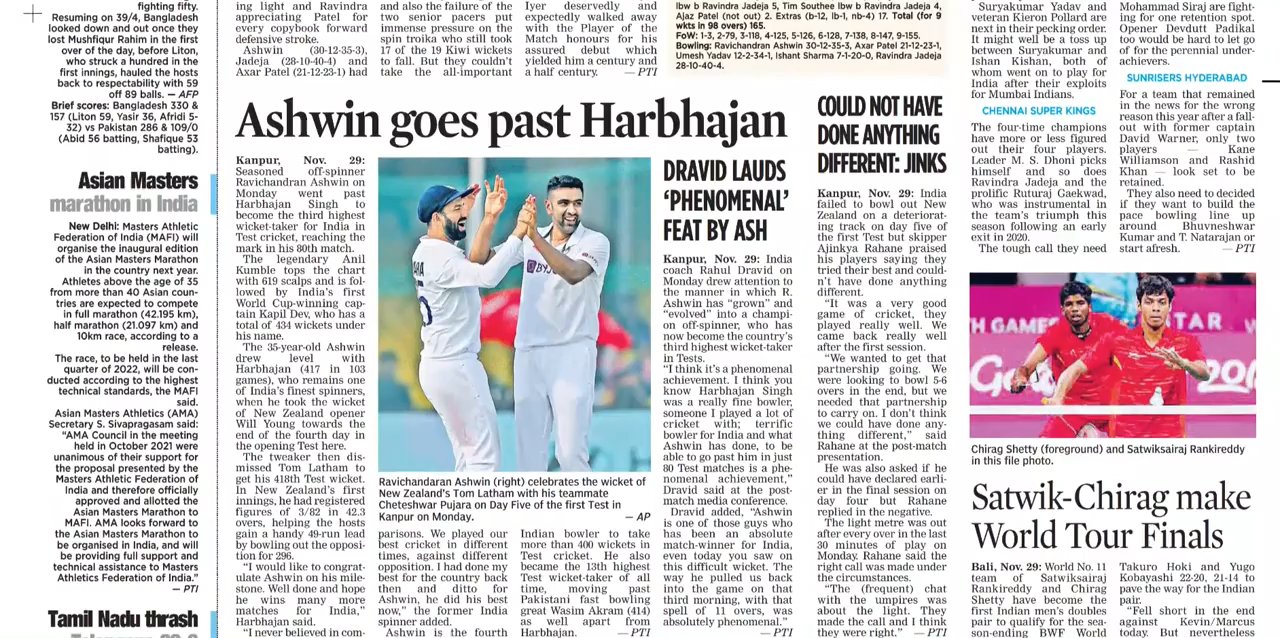 fighting fifty.
Resuming on 39/4, Bangladesh
looked down and out once they
lost Mushfiqur Rahim in the first
over of the day, before Liton,
who struck a hundred in the
first innings, hauled the hosts
back to respectability with 59
off 89 balls. — AFP
Brief scores: Bangladesh 330 &
157 (Liton 59, Yasir 36, Afridi 5-
32) vs Pakistan 286 & 109/0
(Abid 56 batting, Shafique 53
batting).
Asian Masters
marathon in India
New Delhi: Masters Athletic
Federation of India (MAFI) will
organise the inaugural edition
of the Asian Masters Marathon
in the country next year.
Athletes above the age of 35
from more than 40 Asian coun-
tries are expected to compete
in full marathon (42.195 km),
half marathon (21.097 km) and
10km race, according to a
release.
The race, to be held in the last
quarter of 2022, will be con-
ducted according to the highest
technical standards, the MAFI
said.
Asian Masters Athletics (AMA)
Secretary S. Sivapragasam said:
"AMA Council in the meeting
held in October 2021 were
unanimous of their support for
the proposal presented by the
Masters Athletic Federation of
India and therefore officially
approved and allotted the
Asian Masters Marathon to
MAFI. AMA looks forward to
the Asian Masters Marathon to
be organised in India, and will
be providing full support and
technical assistance to Masters
Athletics Federation of India."
— PTI
Tamil Nadu thrash
ing light and Ravindra
appreciating Patel for
every copybook forward
defensive stroke.
Ashwin (30-12-35-3),
Jadeja (28-10-40-4) and
Axar Patel (21-12-23-1) had
and also the failure of the
two senior pacers put
immense pressure on the
spin troika who still took
17 of the 19 Kiwi wickets
to fall. But they couldn't
take the all-important
Iyer deservedly and
expectedly walked away
with the Player of the
Match honours for his
assured debut which
yielded him a century and
a half century. — PTI
lbw b Ravindra Jadeja 5, Tim Southee lbw b Ravindra Jadeja 4,
Ajaz Patel (not out) 2. Extras (b-12, lb-1, nb-4) 17. Total (for 9
wkts in 98 overs) 165.
FoW: 1-3, 2-79, 3-118, 4-125, 5-126, 6-128, 7-138, 8-147, 9-155.
Bowling: Ravichandran Ashwin 30-12-35-3, Axar Patel 21-12-23-1,
Umesh Yadav 12-2-34-1, Ishant Sharma 7-1-20-0, Ravindra Jadeja
28-10-40-4.
Ashwin goes past Harbhajan
Kanpur, Nov. 29:
Seasoned off-spinner
Ravichandran Ashwin on
Monday went past
Harbhajan Singh to
become the third highest
wicket-taker for India in
Test cricket, reaching the
mark in his 80th match.
The legendary Anil
Kumble tops the chart
with 619 scalps and is fol-
lowed by India's first
World Cup-winning cap-
tain Kapil Dev, who has a
total of 434 wickets under
his name.
The 35-year-old Ashwin
drew level with
Harbhajan (417 in 103
games), who remains one
of India's finest spinners,
when he took the wicket
of New Zealand opener
Will Young towards the
end of the fourth day in
the opening Test here.
The tweaker then dis-
missed Tom Latham to
get his 418th Test wicket.
In New Zealand's first
innings, he had registered
figures of 3/82 in 42.3
overs, helping the hosts
gain a handy 49-run lead
by bowling out the opposi-
tion for 296.
"I would like to congrat-
ulate Ashwin on his mile-
stone. Well done and hope
he wins many more
matches for India,"
Harbhajan said.
"I never believed in com-
Ravichandaran Ashwin (right) celebrates the wicket of
New Zealand's Tom Latham with his teammate
Cheteshwar Pujara on Day Five of the first Test in
Kanpur on Monday. — AP
parisons. We played our
best cricket in different
times, against different
opposition. I had done my
best for the country back
then and ditto for
Ashwin, he did his best
now," the former India
spinner added.
Ashwin is the fourth
Indian bowler to take
more than 400 wickets in
Test cricket. He also
became the 13th highest
Test wicket-taker of all
time, moving past
Pakistani fast bowling
great Wasim Akram (414)
as well apart from
Harbhajan. — PTI
DRAVID LAUDS
'PHENOMENAL'
FEAT BY ASH
Kanpur, Nov. 29: India
coach Rahul Dravid on
Monday drew attention to
the manner in which R.
Ashwin has "grown" and
"evolved" into a champi-
on off-spinner, who has
now become the country's
third highest wicket-taker
in Tests.
"I think it's a phenomenal
achievement. I think you
know Harbhajan Singh
was a really fine bowler,
someone I played a lot of
cricket with; terrific
bowler for India and what
Ashwin has done, to be
able to go past him in just
80 Test matches is a phe-
nomenal achievement,"
Dravid said at the post-
match media conference.
Dravid added, "Ashwin
is one of those guys who
has been an absolute
match-winner for India,
even today you saw on
this difficult wicket. The
way he pulled us back
into the game on that
third morning, with that
spell of 11 overs, was
absolutely phenomenal."
— PTI
COULD NOT HAVE
DONE ANYTHING
DIFFERENT: JINKS
Kanpur, Nov. 29: India
failed to bowl out New
Zealand on a deteriorat-
ing track on day five of
the first Test but skipper
Ajinkya Rahane praised
his players saying they
tried their best and could-
n't have done anything
different.
"It was a very good
game of cricket, they
played really well. We
came back really well
after the first session.
"We wanted to get that
partnership going. We
were looking to bowl 5-6
overs in the end, but we
needed that partnership
to carry on. I don't think
we could have done any-
thing different," said
Rahane at the post-match
presentation.
He was also asked if he
could have declared earli-
er in the final session on
day four but Rahane
replied in the negative.
The light metre was out
after every over in the last
30 minutes of play on
Monday, Rahane said the
right call was made under
the circumstances.
"The (frequent) chat
with the umpires was
about the light. They
made the call and I think
they were right." — PTI
Suryakumar Yadav and
veteran Kieron Pollard are
next in their pecking order.
It might well be a toss up
between Suryakumar and
Ishan Kishan, both of
whom went on to play for
India after their exploits
for Mumbai Indians.
CHENNAI SUPER KINGS
The four-time champions
have more or less figured
out their four players.
Leader M. S. Dhoni picks
himself and so does
Ravindra Jadeja and the
prolific Ruturaj Gaekwad,
who was instrumental in
the team's triumph this
season following an early
exit in 2020.
The tough call they need
Mohammad Siraj are fight-
ing for one retention spot.
Opener Devdutt Padikal
too would be hard to let go
of for the perennial under-
achievers.
SUNRISERS HYDERABAD
For a team that remained
in the news for the wrong
reason this year after a fall-
out with former captain
David Warner, only two
players — Kane
Williamson and Rashid
Khan — look set to be
retained.
They also need to decided
if they want to build the
pace bowling line up
around Bhuvneshwar
Kumar and T. Natarajan or
start afresh. — PTI
Chirag Shetty (foreground) and Satwiksairaj Rankireddy
in this file photo.
Satwik-Chirag make
World Tour Finals
Bali, Nov. 29: World No. 11
team of Satwiksairaj
Rankireddy and Chirag
Shetty have become the
first Indian men's doubles
pair to qualify for the sea-
son-ending BWF World
Takuro Hoki and Yugo
Kobayashi 22-20, 21-14 to
pave the way for the Indian
pair.
"Fell short in the end
against Kevin/Marcus
today. But Happiness